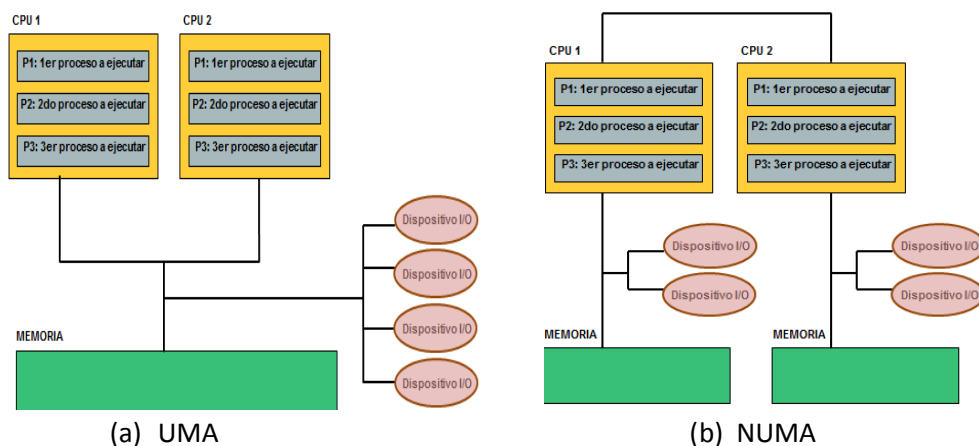 CPU 1
CPU 2
P1: 1er proceso a ejecutar
P1: 1er proceso a ejecutar
P2: 2do proceso a ejecutar
P2: 2do proceso a ejecutar
P3: 3er proceso a ejecutar
P3: 3er proceso a ejecutar
Dispositivo I/O
Dispositivo I/O
Dispositivo I/O
Dispositivo I/O
MEMORIA
(a) UMA
CPU 1
CPU 2
P1: 1er proceso a ejecutar
P1: 1er proceso a ejecutar
P2: 2do proceso a ejecutar
P2: 2do proceso a ejecutar
P3: 3er proceso a ejecutar
P3: 3er proceso a ejecutar
Dispositivo I/O
Dispositivo I/O
Dispositivo I/O
Dispositivo I/O
MEMORIA
MEMORIA
(b) NUMA